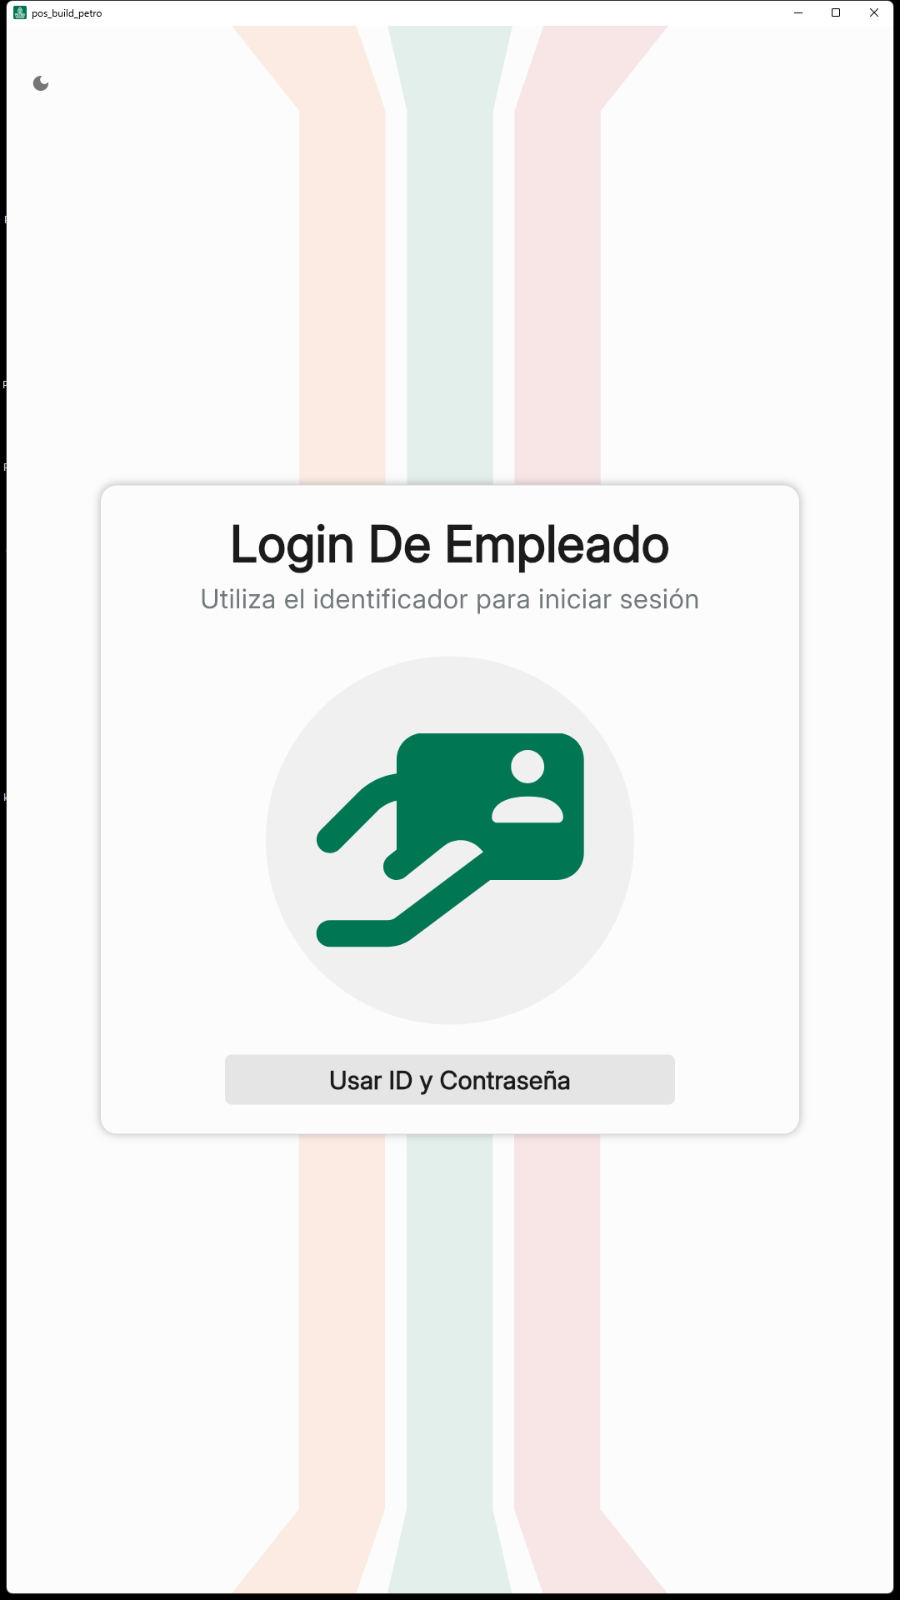 pos_build_petro
Login De Empleado
Utiliza el identificador para iniciar sesión
Usar ID y Contraseña